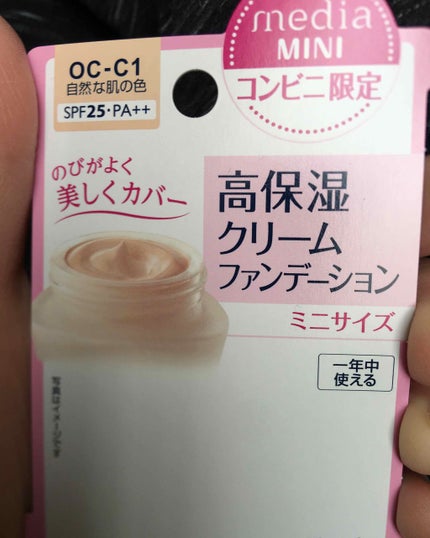 media
MINI
コンビニ限定
OC-C1
自然な肌の色
SPF25・PA++
のびがよく
美しくカバー
高保湿
クリーム
ファンデーション
ミニサイズ
一年中
使える
写真はイメージです